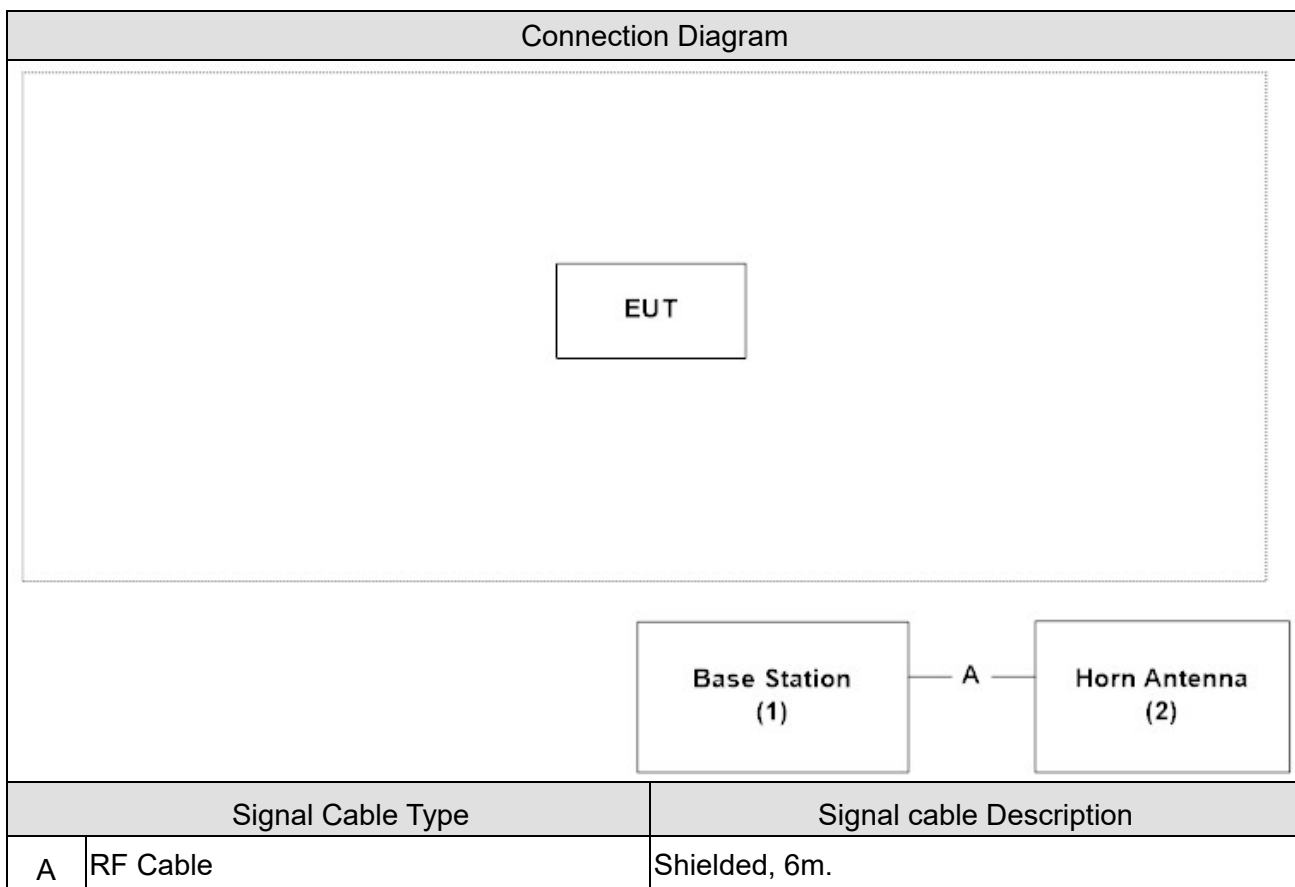 Connection Diagram
EUT
Base Station
(1)
A
Horn Antenna
(2)
Signal Cable Type
Signal cable Description
A
RF Cable
Shielded, 6m.